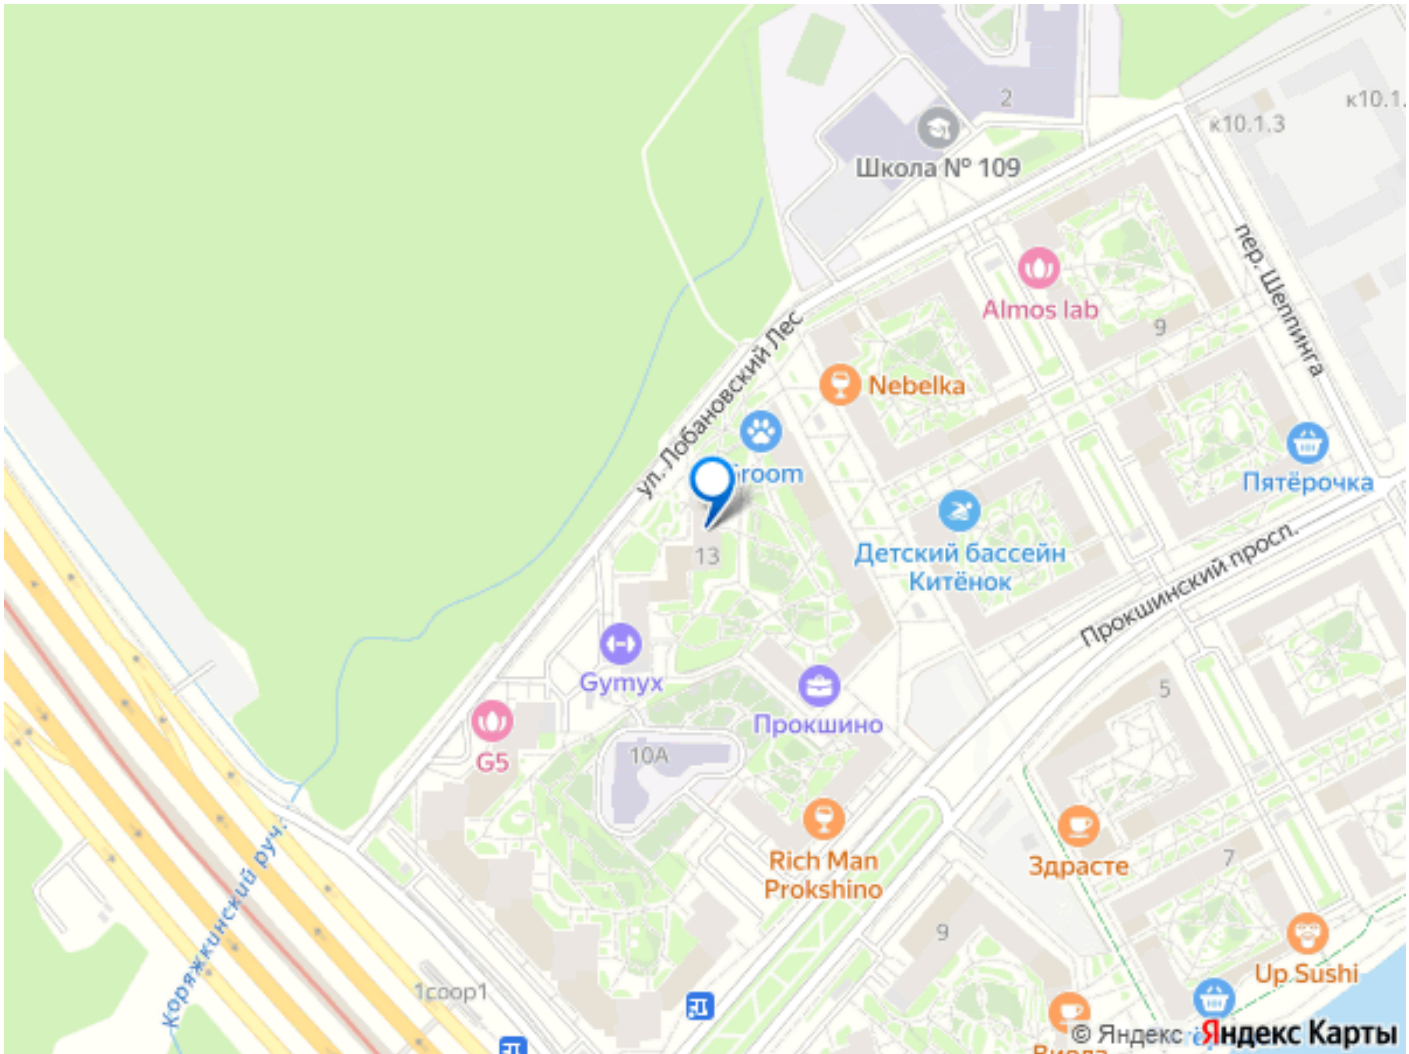 2
к10.1.
к10.1.3
Школа № 109
пер. Шеппинга
Almos lab
9
ул. Лобановский Лес
Nebelka
Пятёрочка
Детский бассейн
Китёнок
13
Прокшинский просп.
Gymyx
5
Прокшино
G5
10А
Rich Man
Prokshino
Здрасте
7
Коряжкинский руч.
9
Up Sushi
1соор1
© Яндекс
Яндекс Карты